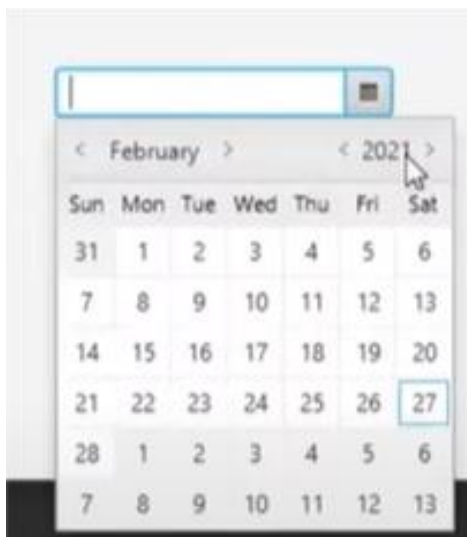 < February > < 2021 >
Sun Mon Tue Wed Thu Fri Sat
31 1 2 3 4 5 6
7 8 9 10 11 12 13
14 15 16 17 18 19 20
21 22 23 24 25 26 27
28 1 2 3 4 5 6
7 8 9 10 11 12 13